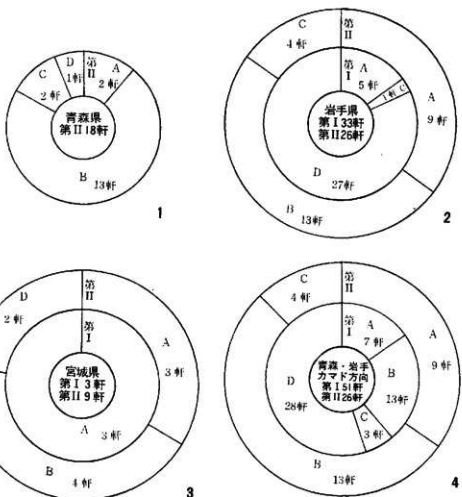 D
1軒
第
II
A
2軒
C
2軒
青森県
第II 18軒
B
13軒
1
C
4軒
第
II
第
I
A
5軒
1軒 C
A
9軒
岩手県
第I 33軒
第II 26軒
D
27軒
B
13軒
2
D
2軒
第
II
第
I
A
3軒
宮城県
第I 3軒
第II 9軒
A
3軒
B
4軒
3
C
4軒
第
II
第
I
A
7軒
A
9軒
青森・岩手
カマド方向
第I 51軒
第II 26軒
B
13軒
D
28軒
C
3軒
B
13軒
4